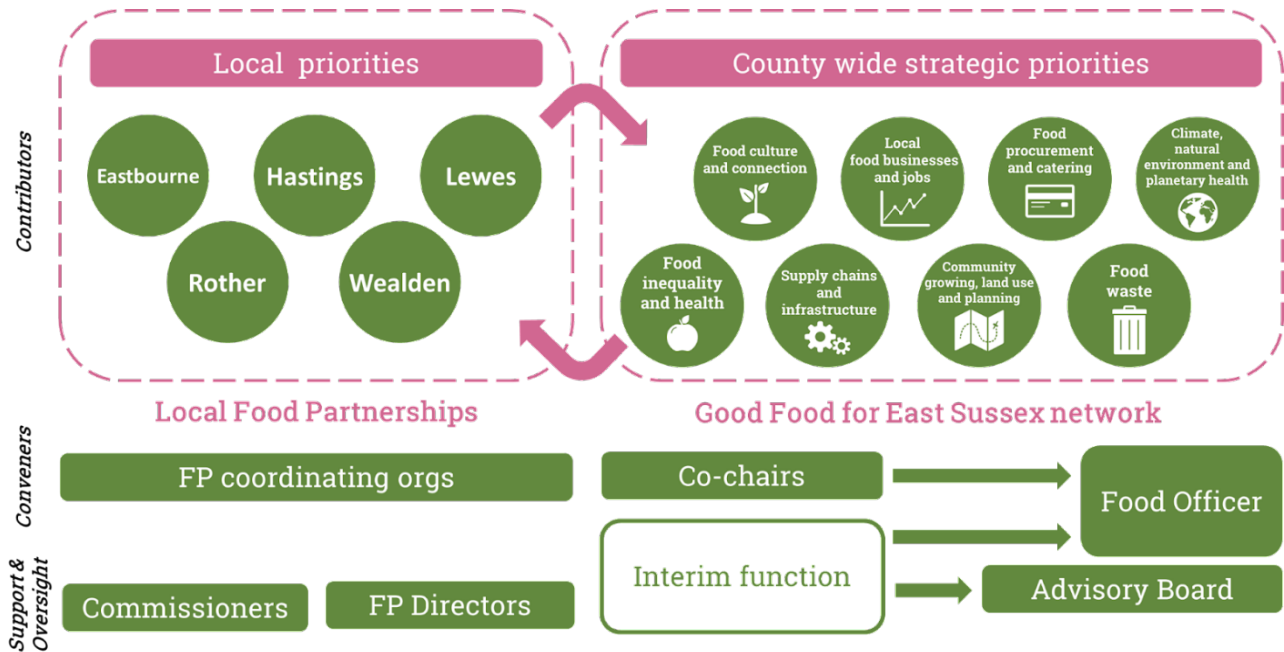 Local priorities
County wide strategic priorities
Contributors
Eastbourne
Hastings
Lewes
Rother
Wealden
Food culture
and connection
Local
food businesses
and jobs
Food
procurement
and catering
Climate,
natural
environment and
planetary health
Food
inequality
and health
Supply chains
and
infrastructure
Community
growing, land use
and planning
Food
waste
Local Food Partnerships
Good Food for East Sussex network
Conveners
FP coordinating orgs
Co-chairs
Food Officer
Support &
Oversight
Commissioners
FP Directors
Interim function
Advisory Board